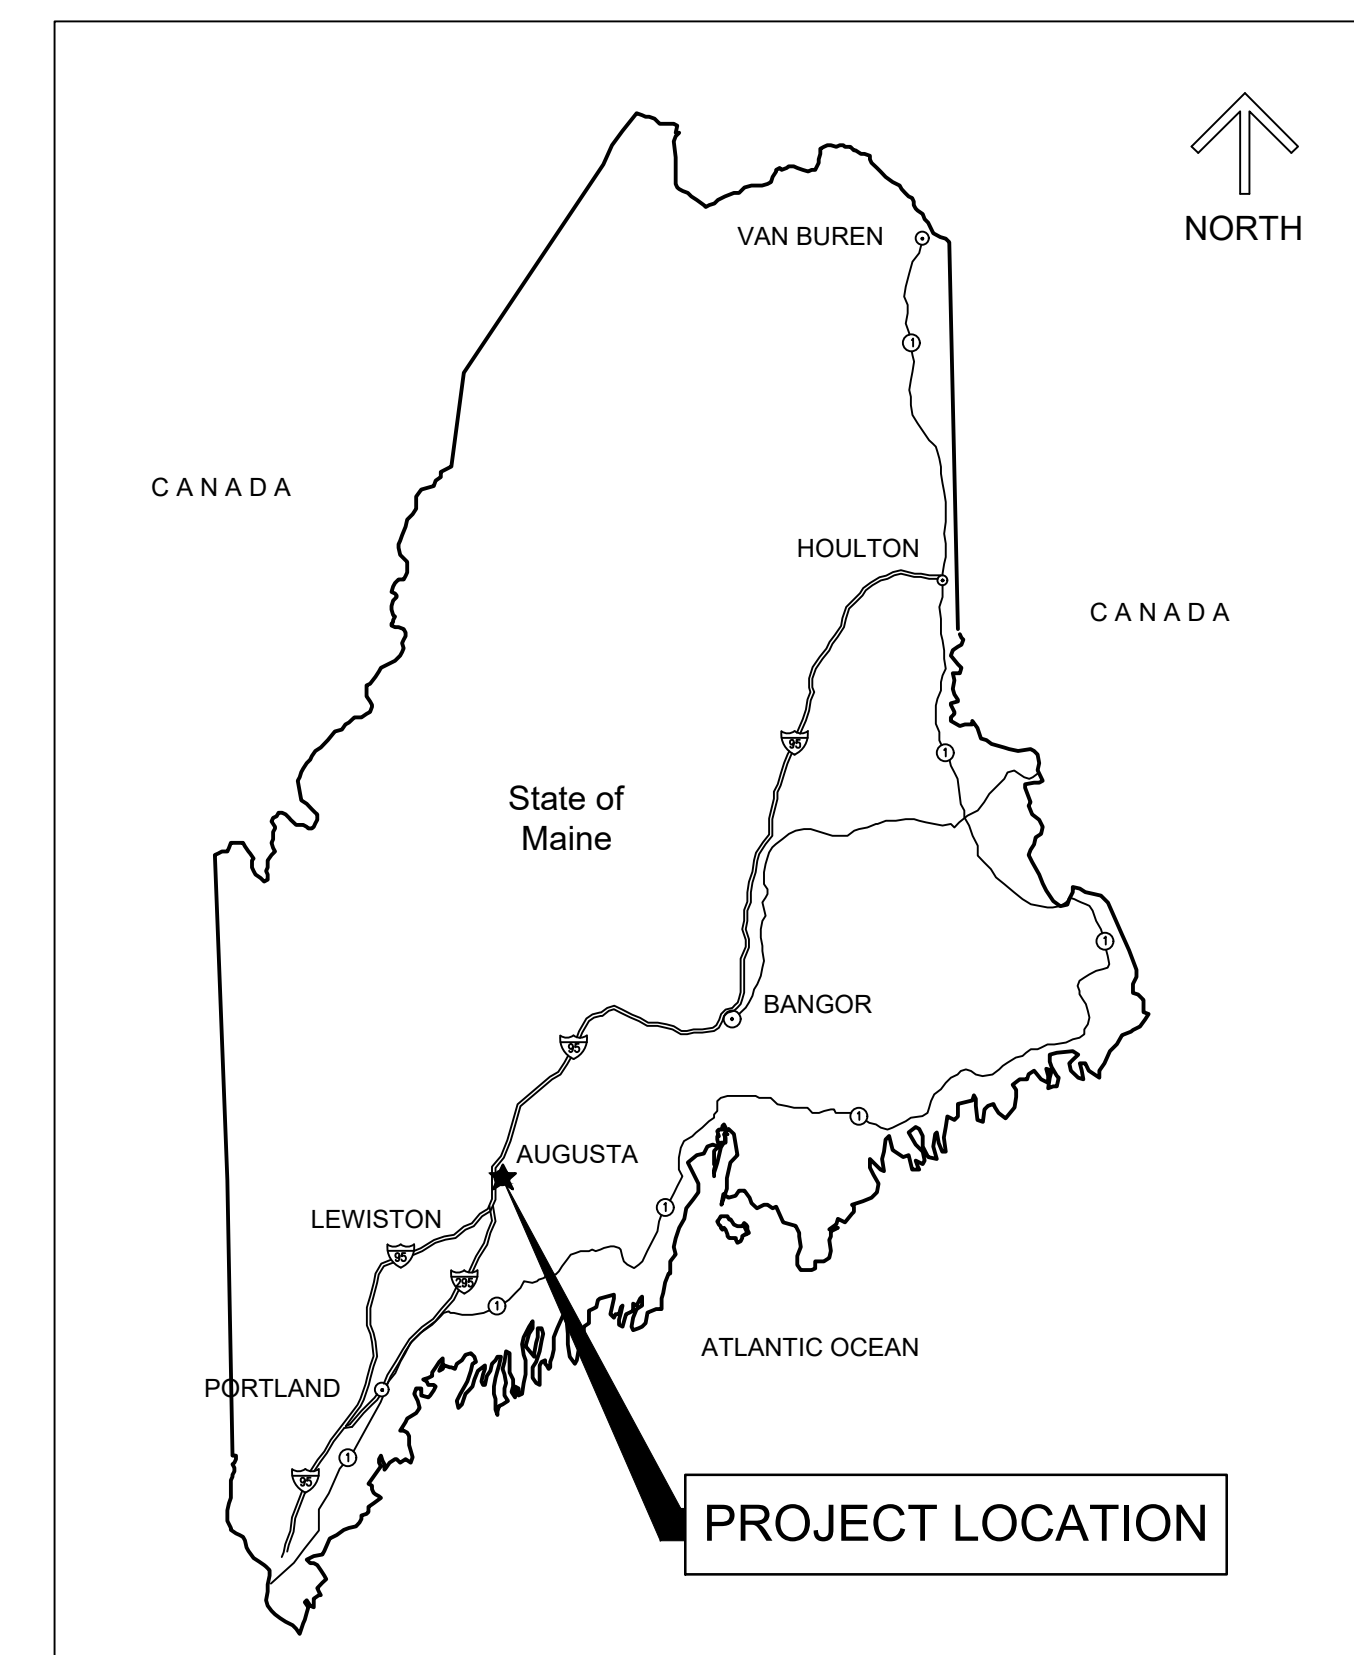 NORTH
VAN BUREN
1
CANADA
HOULTON
CANADA
95
1
State of
Maine
1
BANGOR
95
1
AUGUSTA
1
LEWISTON
95
295
1
ATLANTIC OCEAN
PORTLAND
1
95
PROJECT LOCATION